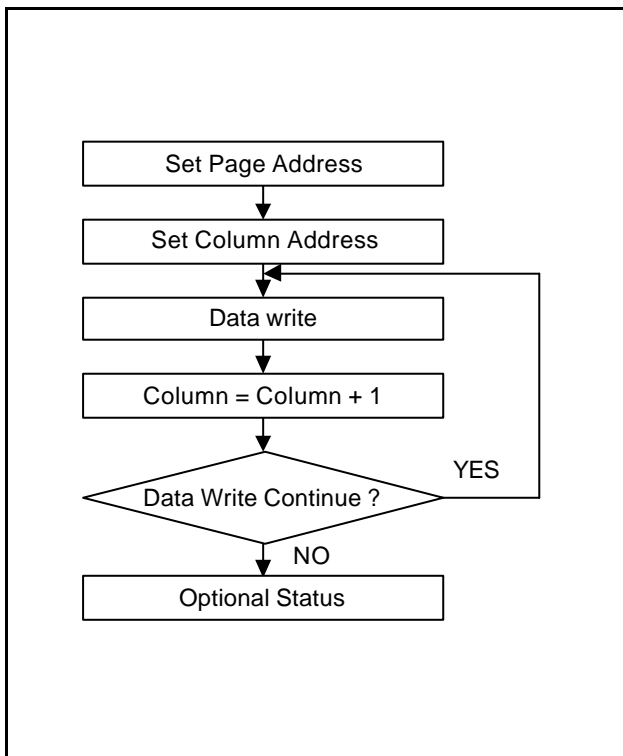 Set Page Address
Set Column Address
Data write
Column = Column + 1
Data Write Continue ?
YES
NO
Optional Status